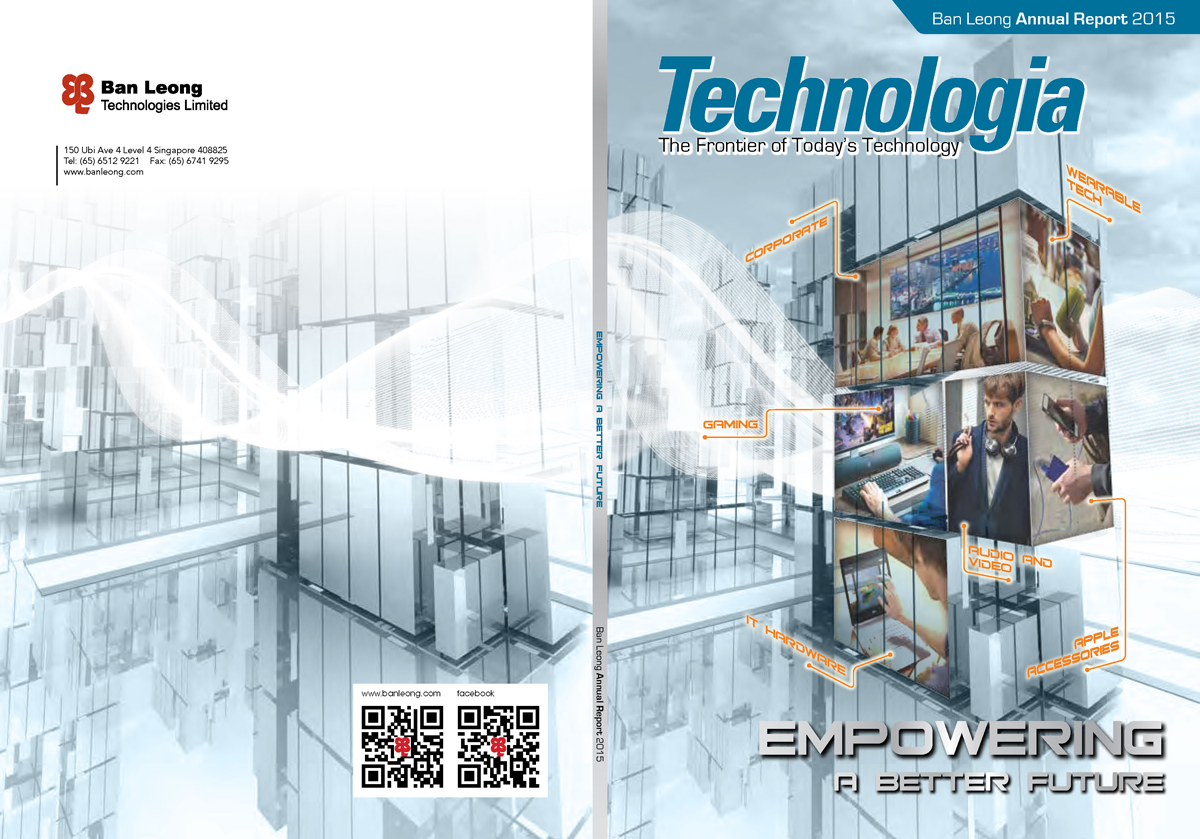 Ban Leong
Technologies Limited
150 Ubi Ave 4 Level 4 Singapore 408825
Tel: (65) 6512 9221    Fax: (65) 6741 9295
www.banleong.com
www.banleong.com
facebook
EMPOWERING A BETTER FUTURE
Ban Leong Annual Report 2015
Ban Leong Annual Report 2015
Technologia
The Frontier of Today's Technology
WEARABLE
TECH
CORPORATE
GAMING
AUDIO AND
VIDEO
IT HARDWARE
APPLE
ACCESSORIES
EMPOWERING
A BETTER FUTURE